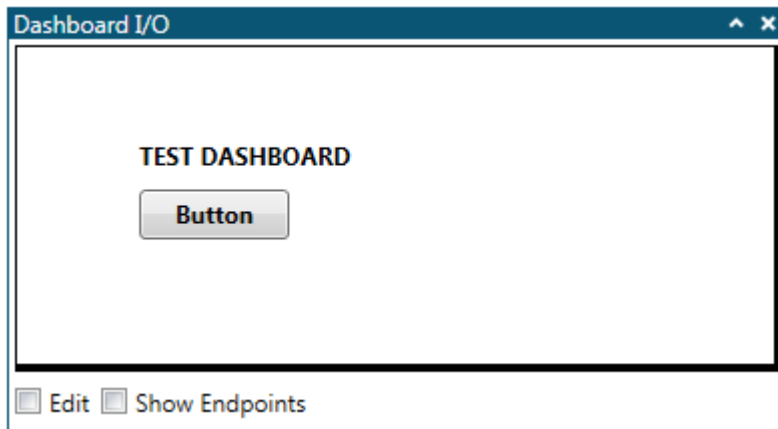 Dashboard I/O
TEST DASHBOARD
Button
Edit Show Endpoints